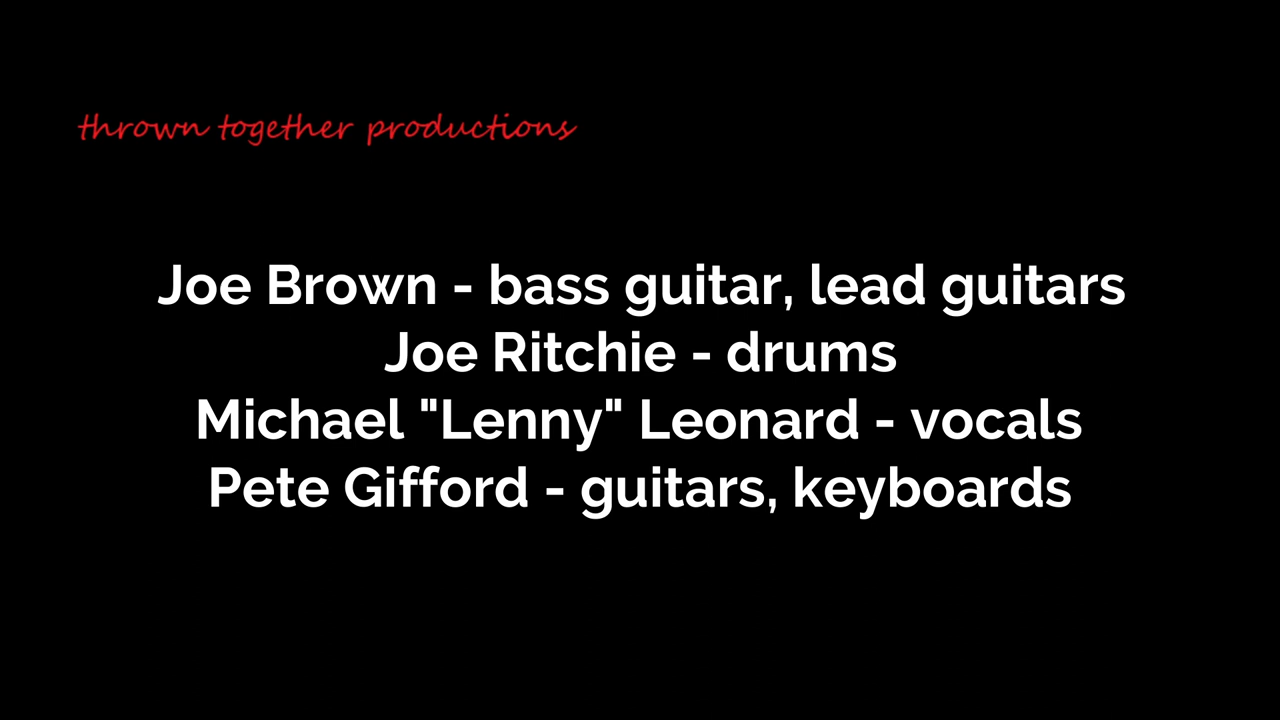 thrown together productions
Joe Brown - bass guitar, lead guitars
Joe Ritchie - drums
Michael "Lenny" Leonard - vocals
Pete Gifford - guitars, keyboards